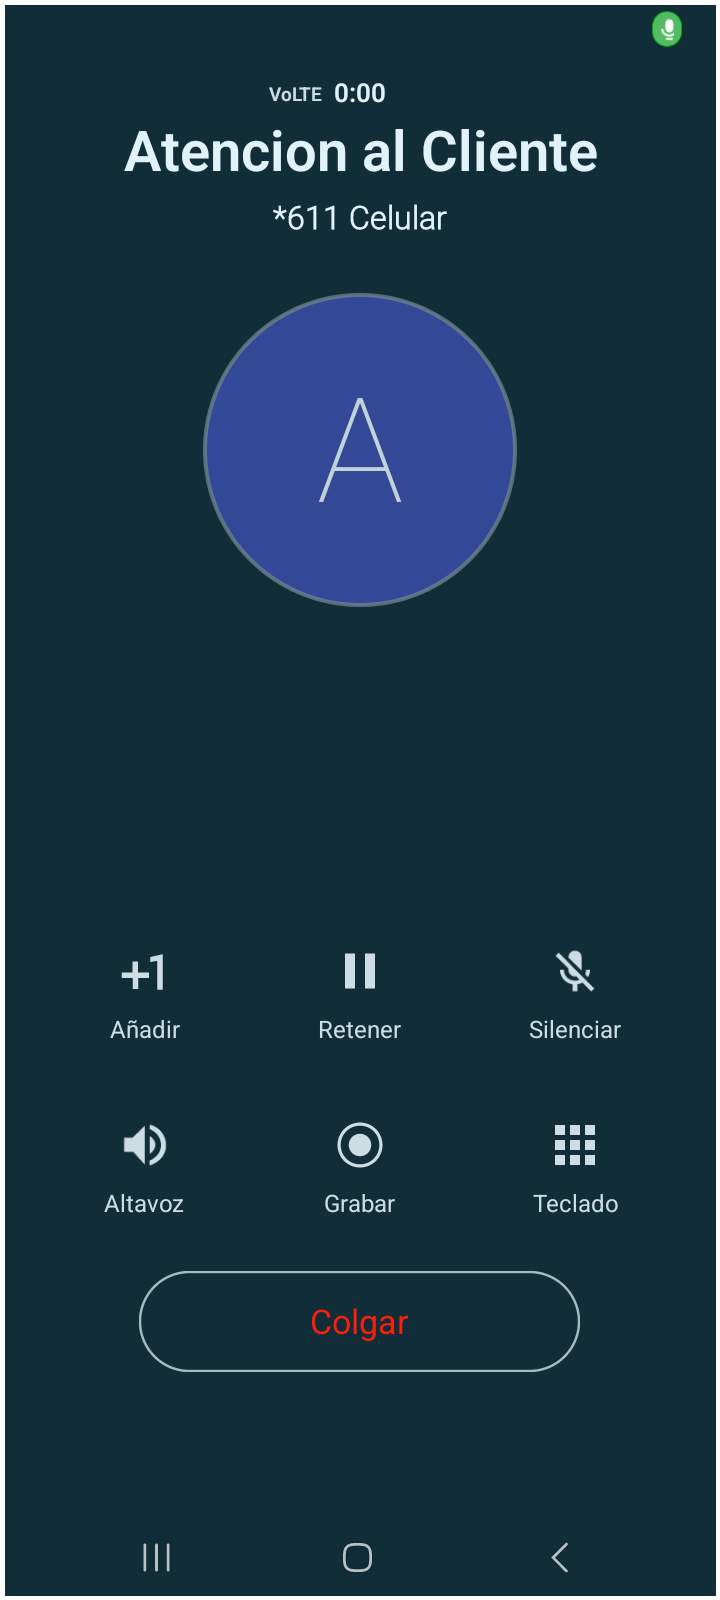 VoLTE 0:00
Atencion al Cliente
*611 Celular
A
+1
Añadir Retener Silenciar
Altavoz Grabar Teclado
Colgar